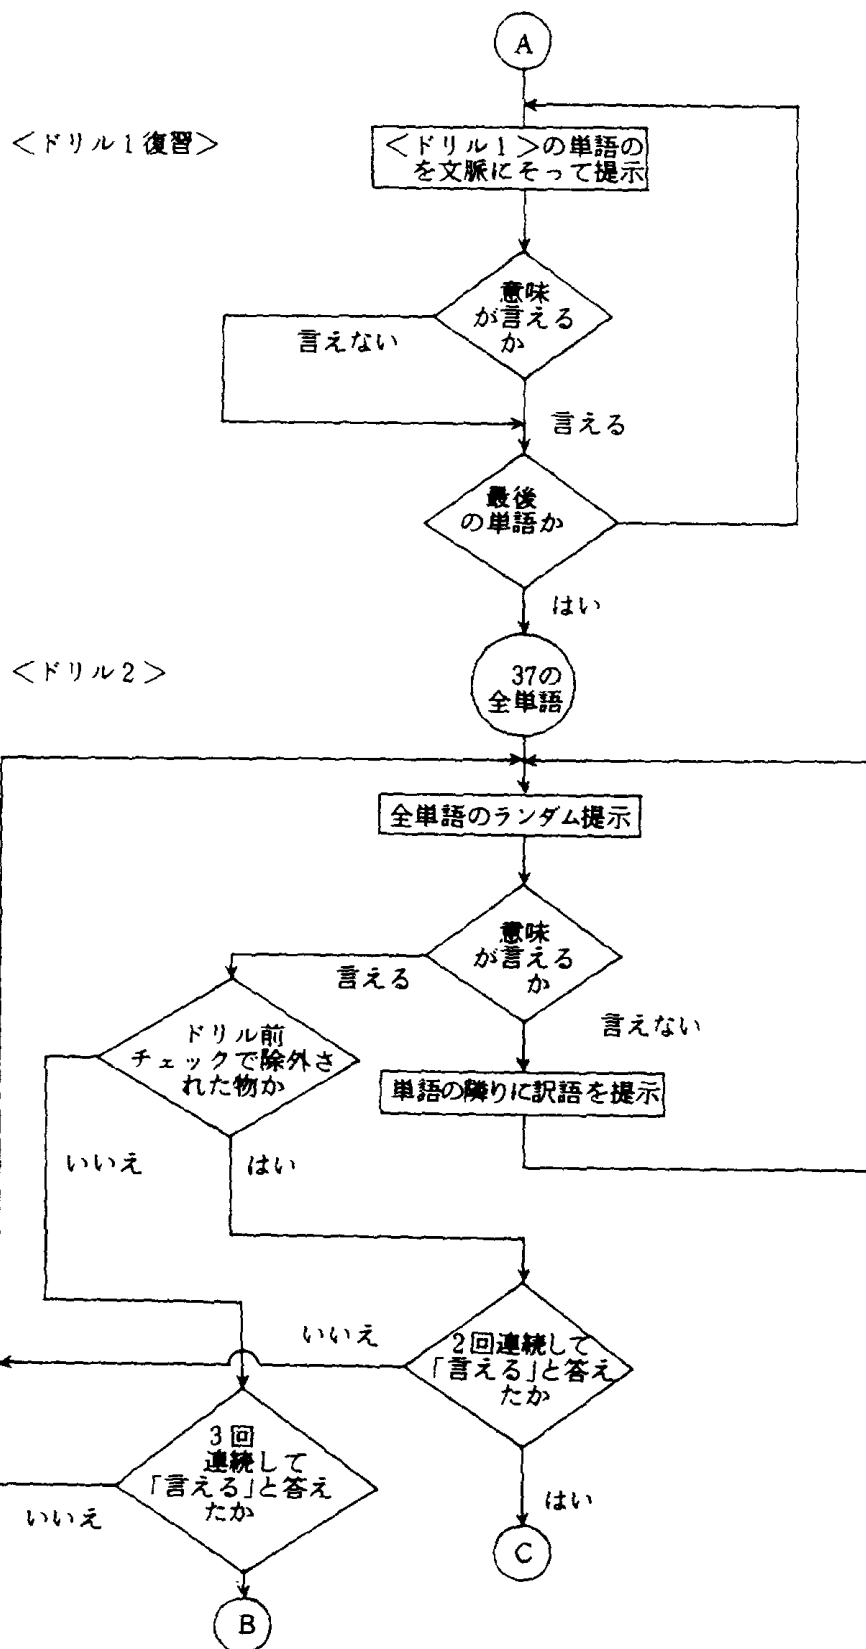 A
<ドリル1復習>
<ドリル1>の単語の
を文脈にそって提示
意味
が言える
か
言えない
言える
最後
の単語か
はい
<ドリル2>
37の
全単語
全単語のランダム提示
意味
が言える
か
言える
言えない
ドリル前
チェックで除外さ
れた物か
単語の隣りに訳語を提示
いいえ
はい
いいえ
2回連続して
「言える」と答え
たか
3回
連続して
「言える」と答え
たか
いいえ
はい
C
B